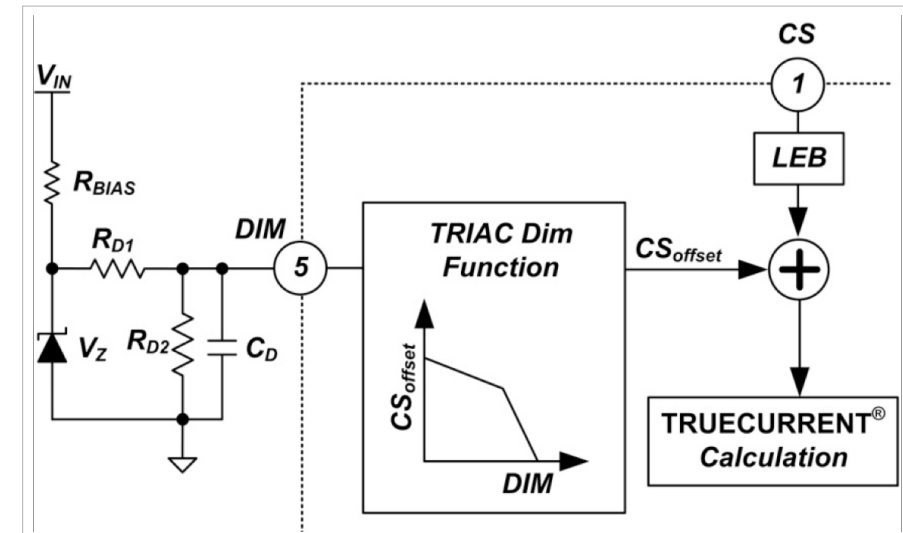 CS
1
V_IN
LEB
R_BIAS
DIM
R_D1
5
TRIAC Dim
Function
CS_offset
V_Z
R_D2
C_D
CS_offset
DIM
TRUECURRENT®
Calculation